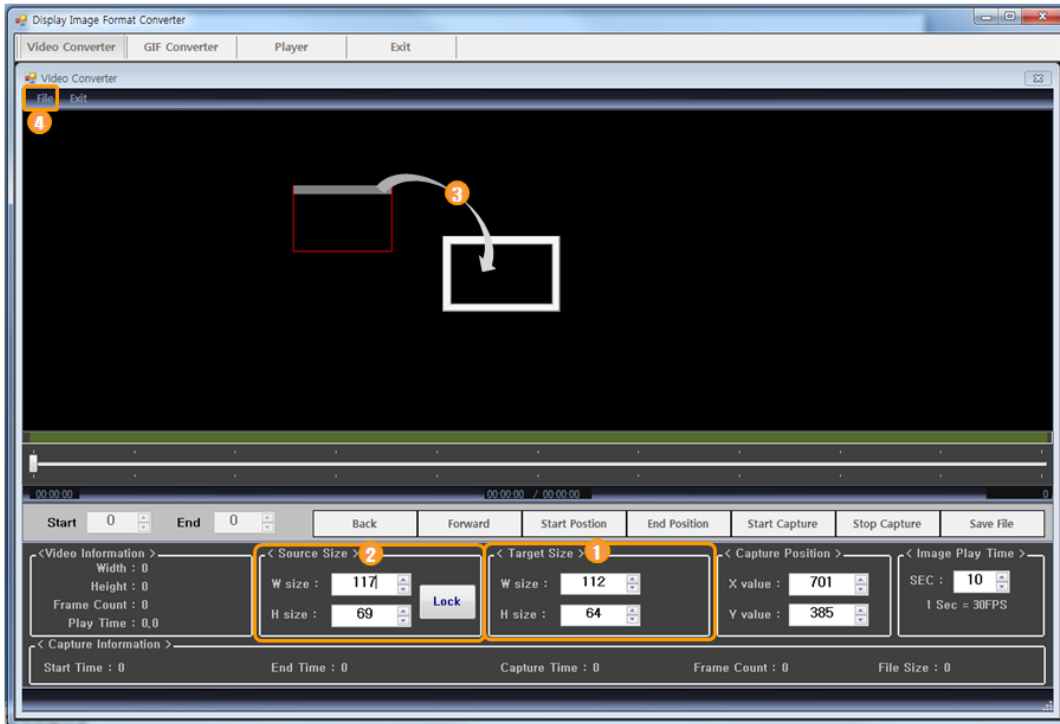 Display Image Format Converter
Video Converter GIF Converter Player Exit
Video Converter
File Exit
4
3
00:00:00 00:00:00 / 00:00:00 0
Start 0 End 0 Back Forward Start Postion End Position Start Capture Stop Capture Save File
<Video Information >
Width : 0
Height : 0
Frame Count : 0
Play Time : 0,0
< Source Size > 2
W size : 117
H size : 69
Lock
< Target Size > 1
W size : 112
H size : 64
< Capture Position >
X value : 701
Y value : 385
< Image Play Time >
SEC : 10
1 Sec = 30FPS
< Capture Information >
Start Time : 0 End Time : 0 Capture Time : 0 Frame Count : 0 File Size : 0